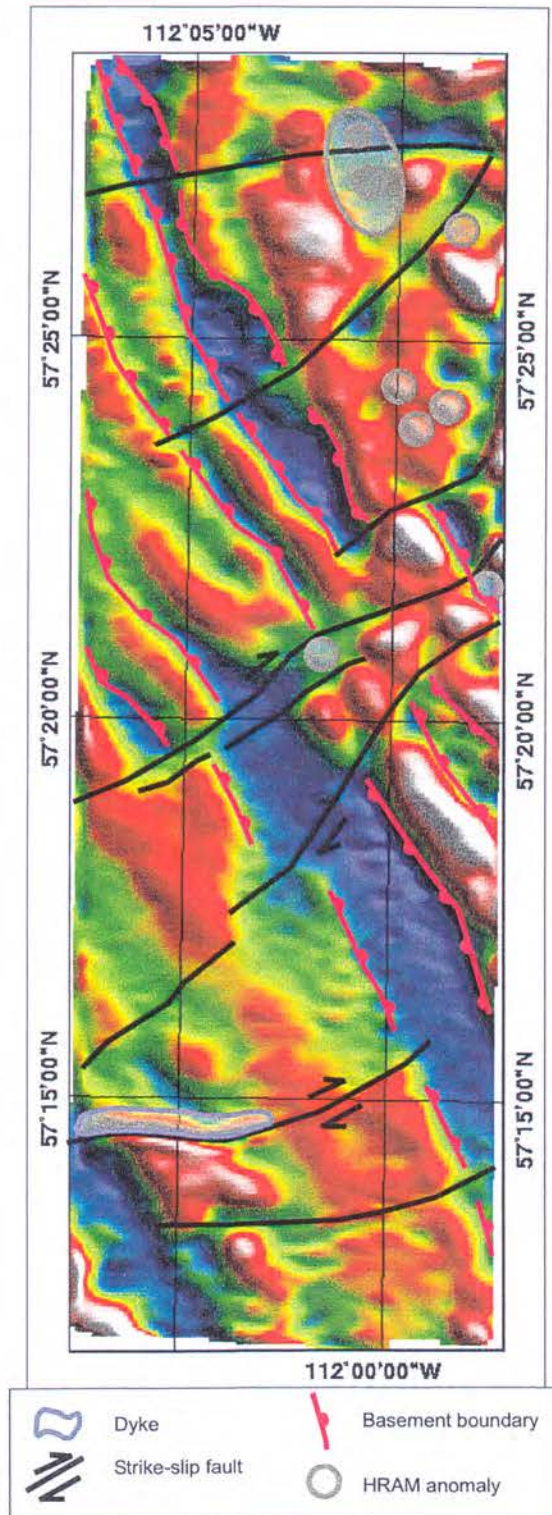 112°05'00"W
57°25'00"N
57°25'00"N
57°20'00"N
57°20'00"N
57°15'00"N
57°15'00"N
112°00'00"W
Dyke
Basement boundary
Strike-slip fault
HRAM anomaly